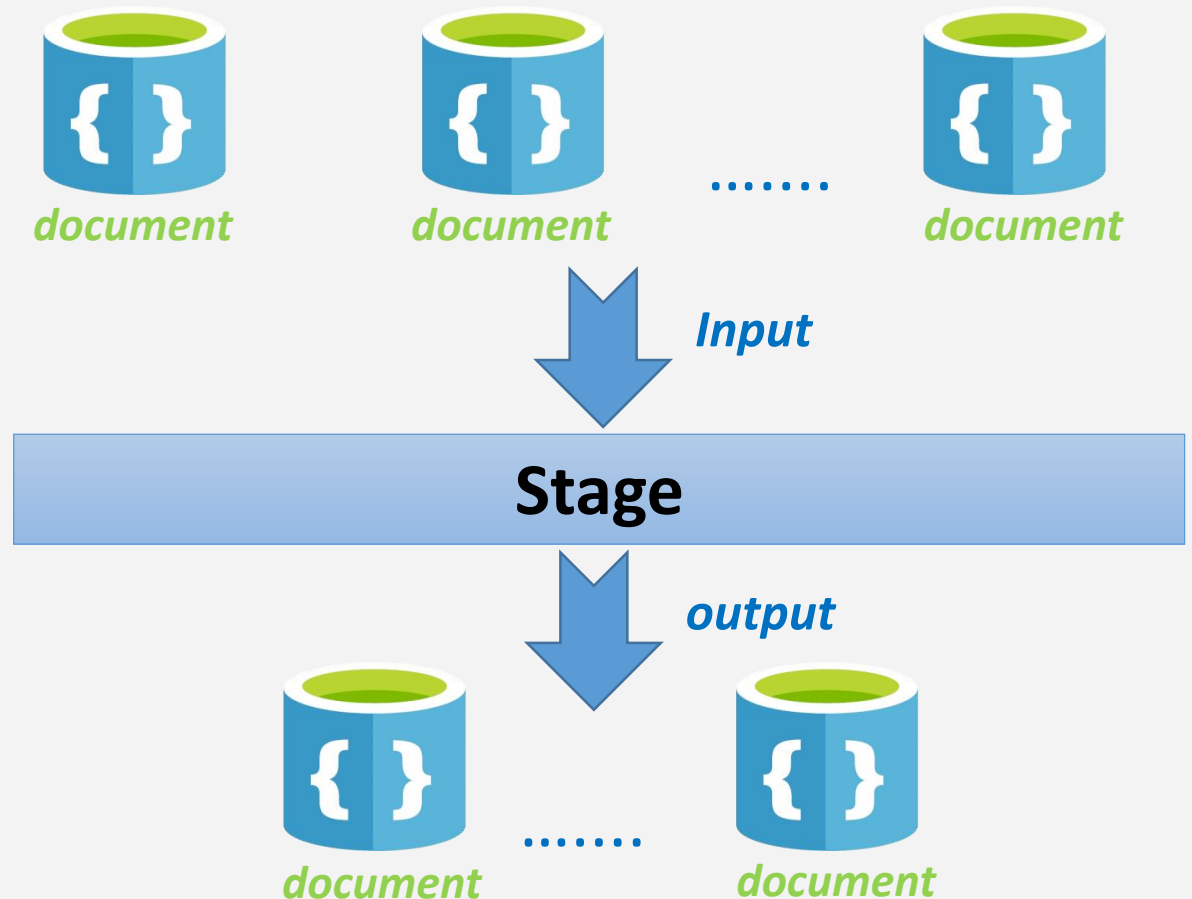 { } { } { }
.......
document document document
Input
Stage
output
{ } { }
.......
document document